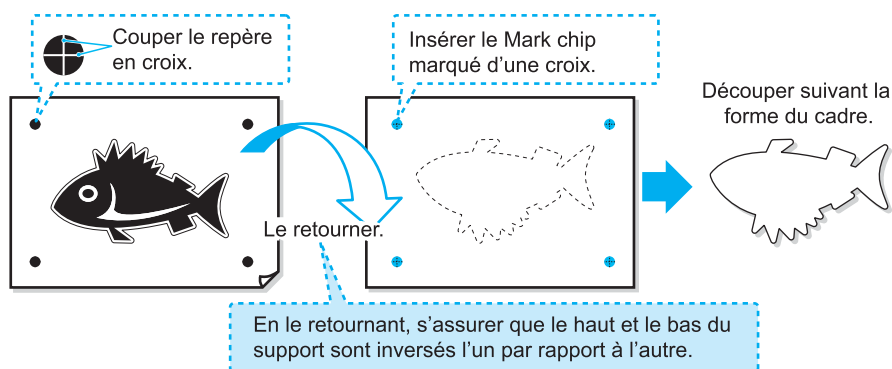 Couper le repère
en croix.
Insérer le Mark chip
marqué d’une croix.
Découper suivant la
forme du cadre.
Le retourner.
En le retournant, s’assurer que le haut et le bas du
support sont inversés l’un par rapport à l’autre.